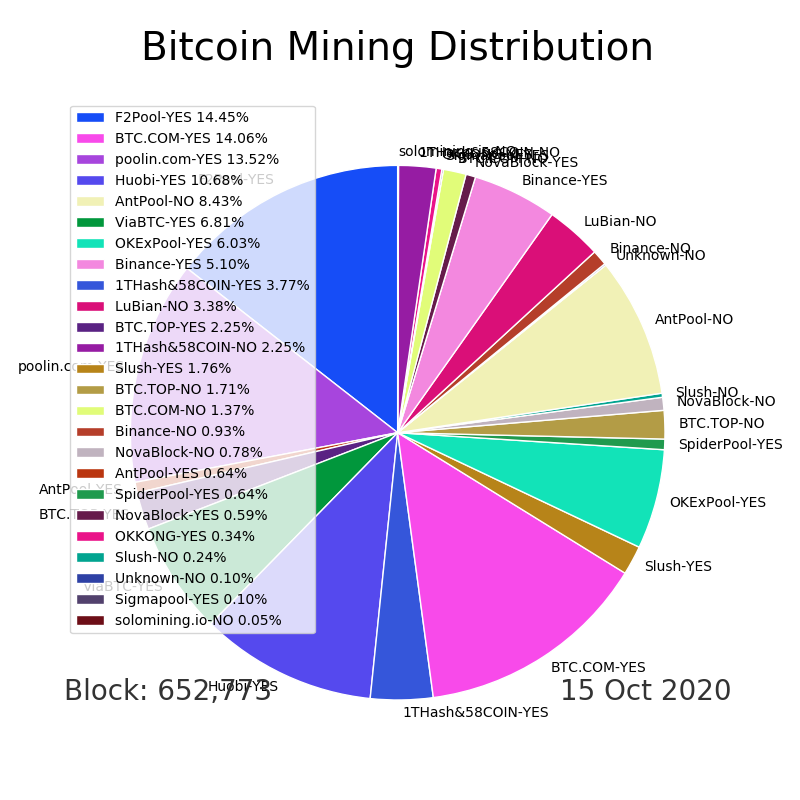 Bitcoin Mining Distribution
F2Pool-YES 14.45%
BTC.COM-YES 14.06%
poolin.com-YES 13.52%
Huobi-YES 10.68%
AntPool-NO 8.43%
ViaBTC-YES 6.81%
OKExPool-YES 6.03%
Binance-YES 5.10%
1THash&58COIN-YES 3.77%
LuBian-NO 3.38%
BTC.TOP-YES 2.25%
1THash&58COIN-NO 2.25%
Slush-YES 1.76%
BTC.TOP-NO 1.71%
BTC.COM-NO 1.37%
Binance-NO 0.93%
NovaBlock-NO 0.78%
AntPool-YES 0.64%
SpiderPool-YES 0.64%
NovaBlock-YES 0.59%
OKKONG-YES 0.34%
Slush-NO 0.24%
Unknown-NO 0.10%
Sigmapool-YES 0.10%
solomining.io-NO 0.05%
solomining.io-NO
1THash&58COIN-NO
NovaBlock-YES
Binance-YES
LuBian-NO
Binance-NO
Unknown-NO
AntPool-NO
Slush-NO
NovaBlock-NO
BTC.TOP-NO
SpiderPool-YES
OKExPool-YES
Slush-YES
BTC.COM-YES
1THash&58COIN-YES
Huobi-YES
ViaBTC-YES
AntPool-YES
poolin.com-YES
Block: 652,773
15 Oct 2020